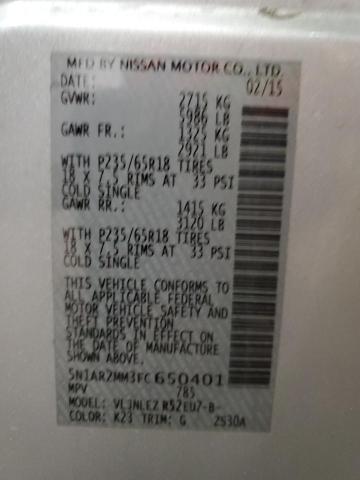 MFD BY NISSAN MOTOR CO., LTD.
DATE: 02/15
GVWR: 2715 KG
5986 LB
GAWR FR.: 1325 KG
2921 LB
WITH P235/65R18 TIRES
18 X 7.5 RIMS AT 33 PSI
COLD SINGLE
GAWR RR.: 1415 KG
3120 LB
WITH P235/65R18 TIRES
18 X 7.5 RIMS AT 33 PSI
COLD SINGLE
THIS VEHICLE CONFORMS TO
ALL APPLICABLE FEDERAL
MOTOR VEHICLE SAFETY AND
THEFT PREVENTION
STANDARDS IN EFFECT ON
THE DATE OF MANUFACTURE
SHOWN ABOVE.
5N1AR2MM3FC650401
MPV 785
MODEL: R52EU7-B-
COLOR: K23 TRIM: G 2530A